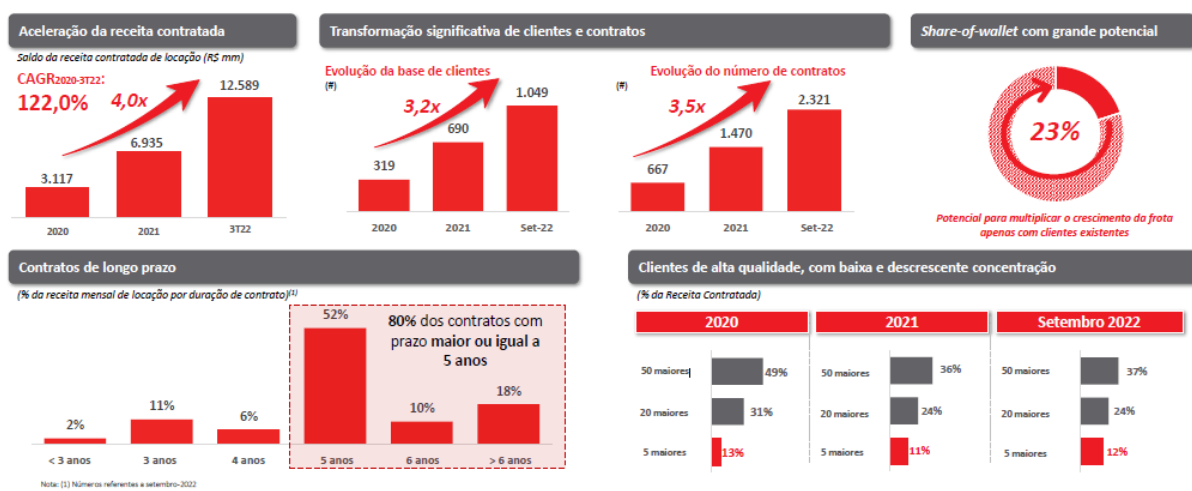 Aceleração da receita contratada
Saldo da receita contratada de locação (R$ mm)
CAGR2020-3T22:
122,0%
4,0x
3.117
6.935
12.589
2020
2021
3T22
Transformação significativa de clientes e contratos
Evolução da base de clientes
(#)
3,2x
319
690
1.049
2020
2021
Set-22
Evolução do número de contratos
(#)
3,5x
667
1.470
2.321
2020
2021
Set-22
Share-of-wallet com grande potencial
23%
Potencial para multiplicar o crescimento da frota
apenas com clientes existentes
Contratos de longo prazo
(% da receita mensal de locação por duração de contrato)(1)
2%
11%
6%
52%
10%
18%
80% dos contratos com
prazo maior ou igual a
5 anos
< 3 anos
3 anos
4 anos
5 anos
6 anos
> 6 anos
Nota: (1) Números referentes a setembro-2022
Clientes de alta qualidade, com baixa e descrescente concentração
(% da Receita Contratada)
2020
50 maiores
49%
20 maiores
31%
5 maiores
13%
2021
50 maiores
36%
20 maiores
24%
5 maiores
11%
Setembro 2022
50 maiores
37%
20 maiores
24%
5 maiores
12%